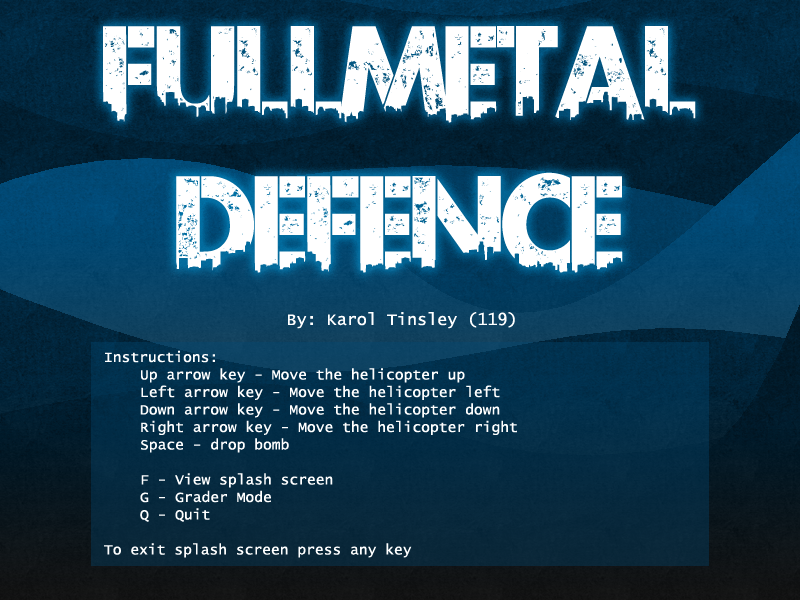 FULLMETAL
DEFENCE
By: Karol Tinsley (119)
Instructions:
Up arrow key - Move the helicopter up
Left arrow key - Move the helicopter left
Down arrow key - Move the helicopter down
Right arrow key - Move the helicopter right
Space - drop bomb
F - View splash screen
G - Grader Mode
Q - Quit
To exit splash screen press any key